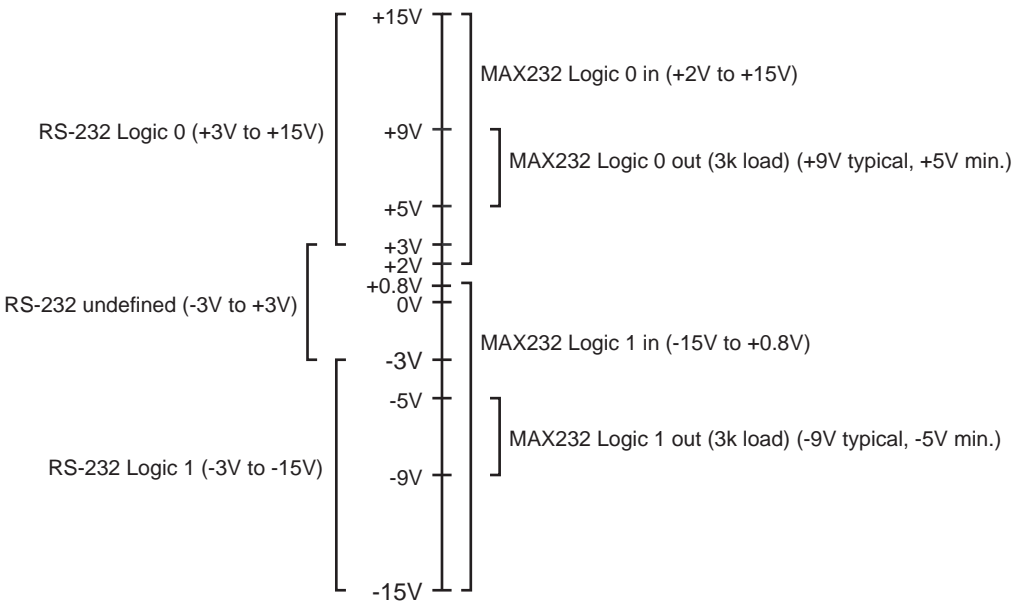 +15V
MAX232 Logic 0 in (+2V to +15V)
RS-232 Logic 0 (+3V to +15V)
+9V
MAX232 Logic 0 out (3k load) (+9V typical, +5V min.)
+5V
+3V
+2V
+0.8V
0V
RS-232 undefined (-3V to +3V)
MAX232 Logic 1 in (-15V to +0.8V)
-3V
-5V
MAX232 Logic 1 out (3k load) (-9V typical, -5V min.)
RS-232 Logic 1 (-3V to -15V)
-9V
-15V